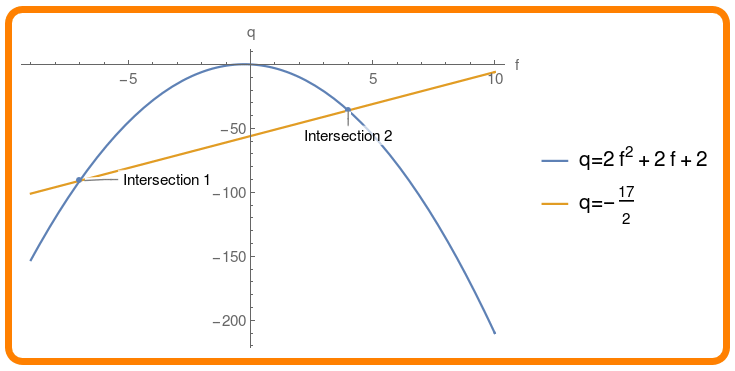 q
f
−5
5
10
−50
−100
−150
−200
Intersection 1
Intersection 2
q=2 f² + 2 f + 2
q=− 17/2